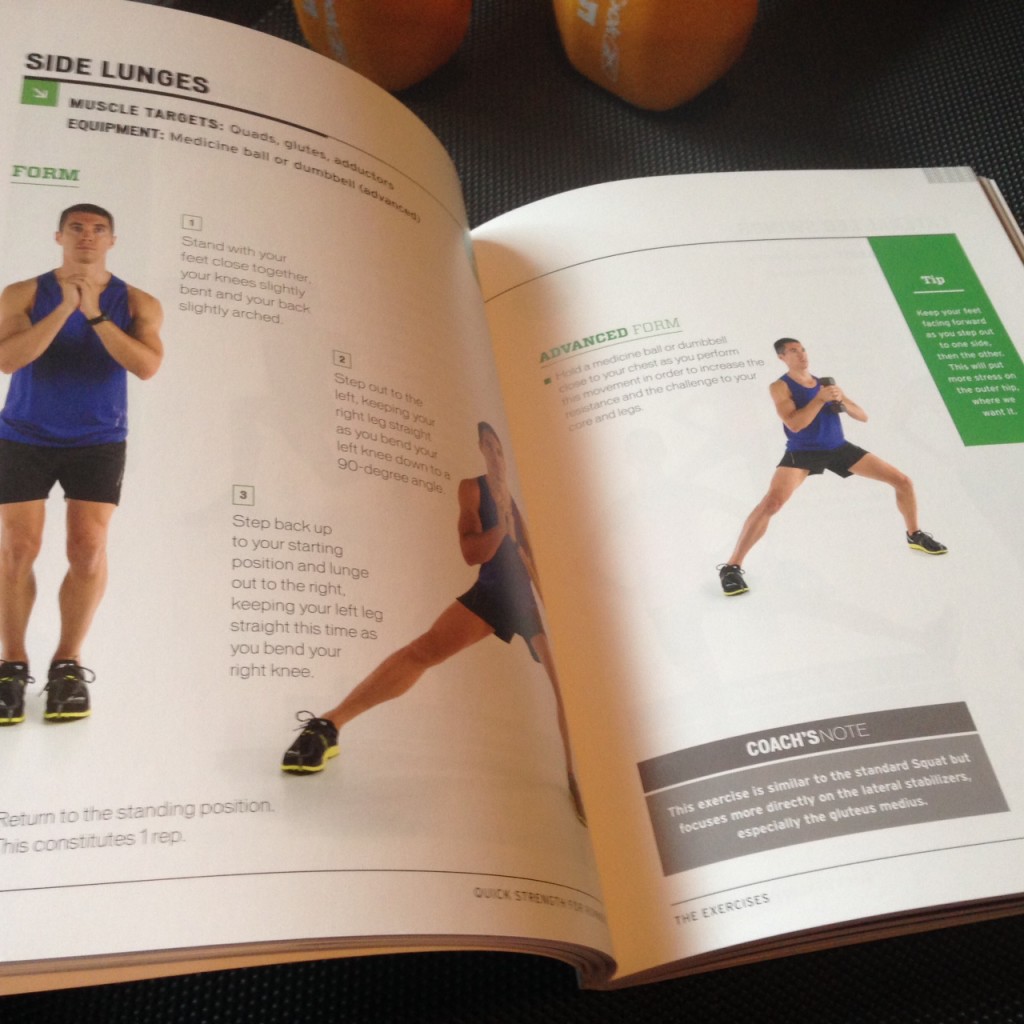 SIDE LUNGES
MUSCLE TARGETS: Quads, glutes, adductors
EQUIPMENT: Medicine ball or dumbbell (advanced)
FORM
1
Stand with your
feet close together,
your knees slightly
bent and your back
slightly arched.
2
Step out to the
left, keeping your
right leg straight
as you bend your
left knee down to a
90-degree angle.
3
Step back up
to your starting
position and lunge
out to the right,
keeping your left leg
straight this time as
you bend your
right knee.
Return to the standing position.
This constitutes 1 rep.
QUICK STRENGTH FOR
ADVANCED FORM
Hold a medicine ball or dumbbell
close to your chest as you perform
this movement in order to increase the
resistance and the challenge to your
core and legs.
Tip
Keep your feet
facing forward
as you step out
to one side,
then the other.
This will put
more stress on
the outer hip,
where we
want it.
COACH'S NOTE
This exercise is similar to the standard Squat but
focuses more directly on the lateral stabilizers,
especially the gluteus medius.
THE EXERCISES